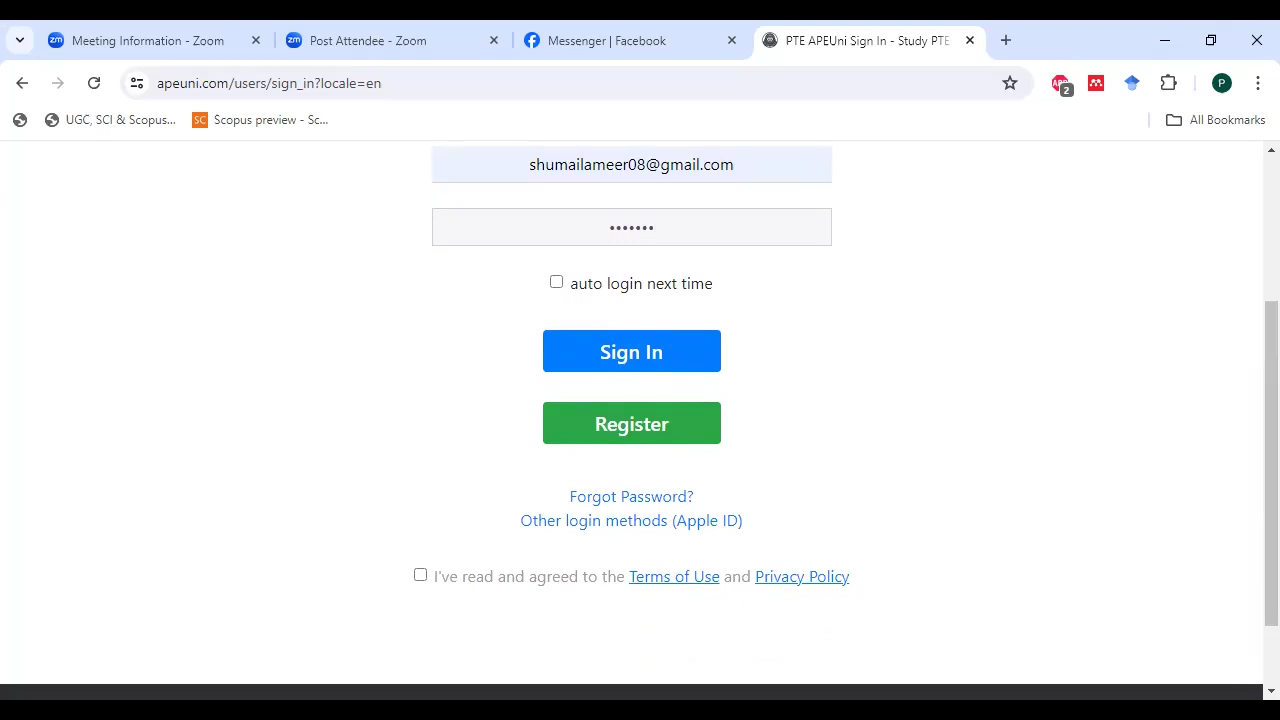 Meeting Information - Zoom
Post Attendee - Zoom
Messenger | Facebook
PTE APEUni Sign In - Study PTE
apeuni.com/users/sign_in?locale=en
2
P
UGC, SCI & Scopus...
SC Scopus preview - Sc...
All Bookmarks
shumailameer08@gmail.com
•••••••
auto login next time
Sign In
Register
Forgot Password?
Other login methods (Apple ID)
I've read and agreed to the Terms of Use and Privacy Policy